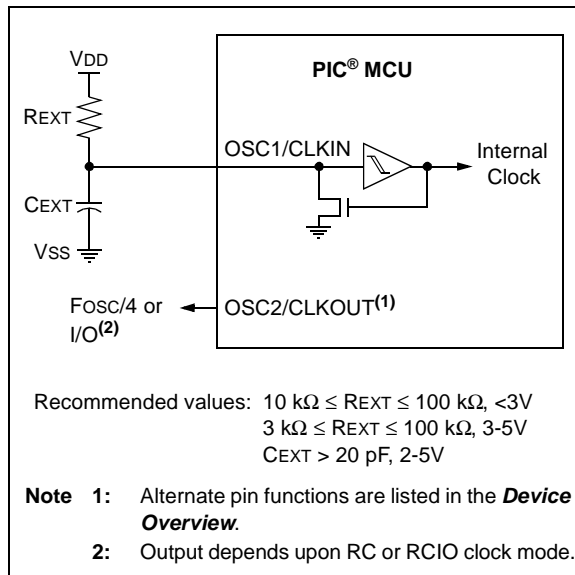 VDD
PIC® MCU
REXT
OSC1/CLKIN
Internal
Clock
CEXT
VSS
FOSC/4 or
I/O(2)
OSC2/CLKOUT(1)
Recommended values: 10 kΩ ≤ REXT ≤ 100 kΩ, <3V
3 kΩ ≤ REXT ≤ 100 kΩ, 3-5V
CEXT > 20 pF, 2-5V
Note 1: Alternate pin functions are listed in the Device
Overview.
2: Output depends upon RC or RCIO clock mode.